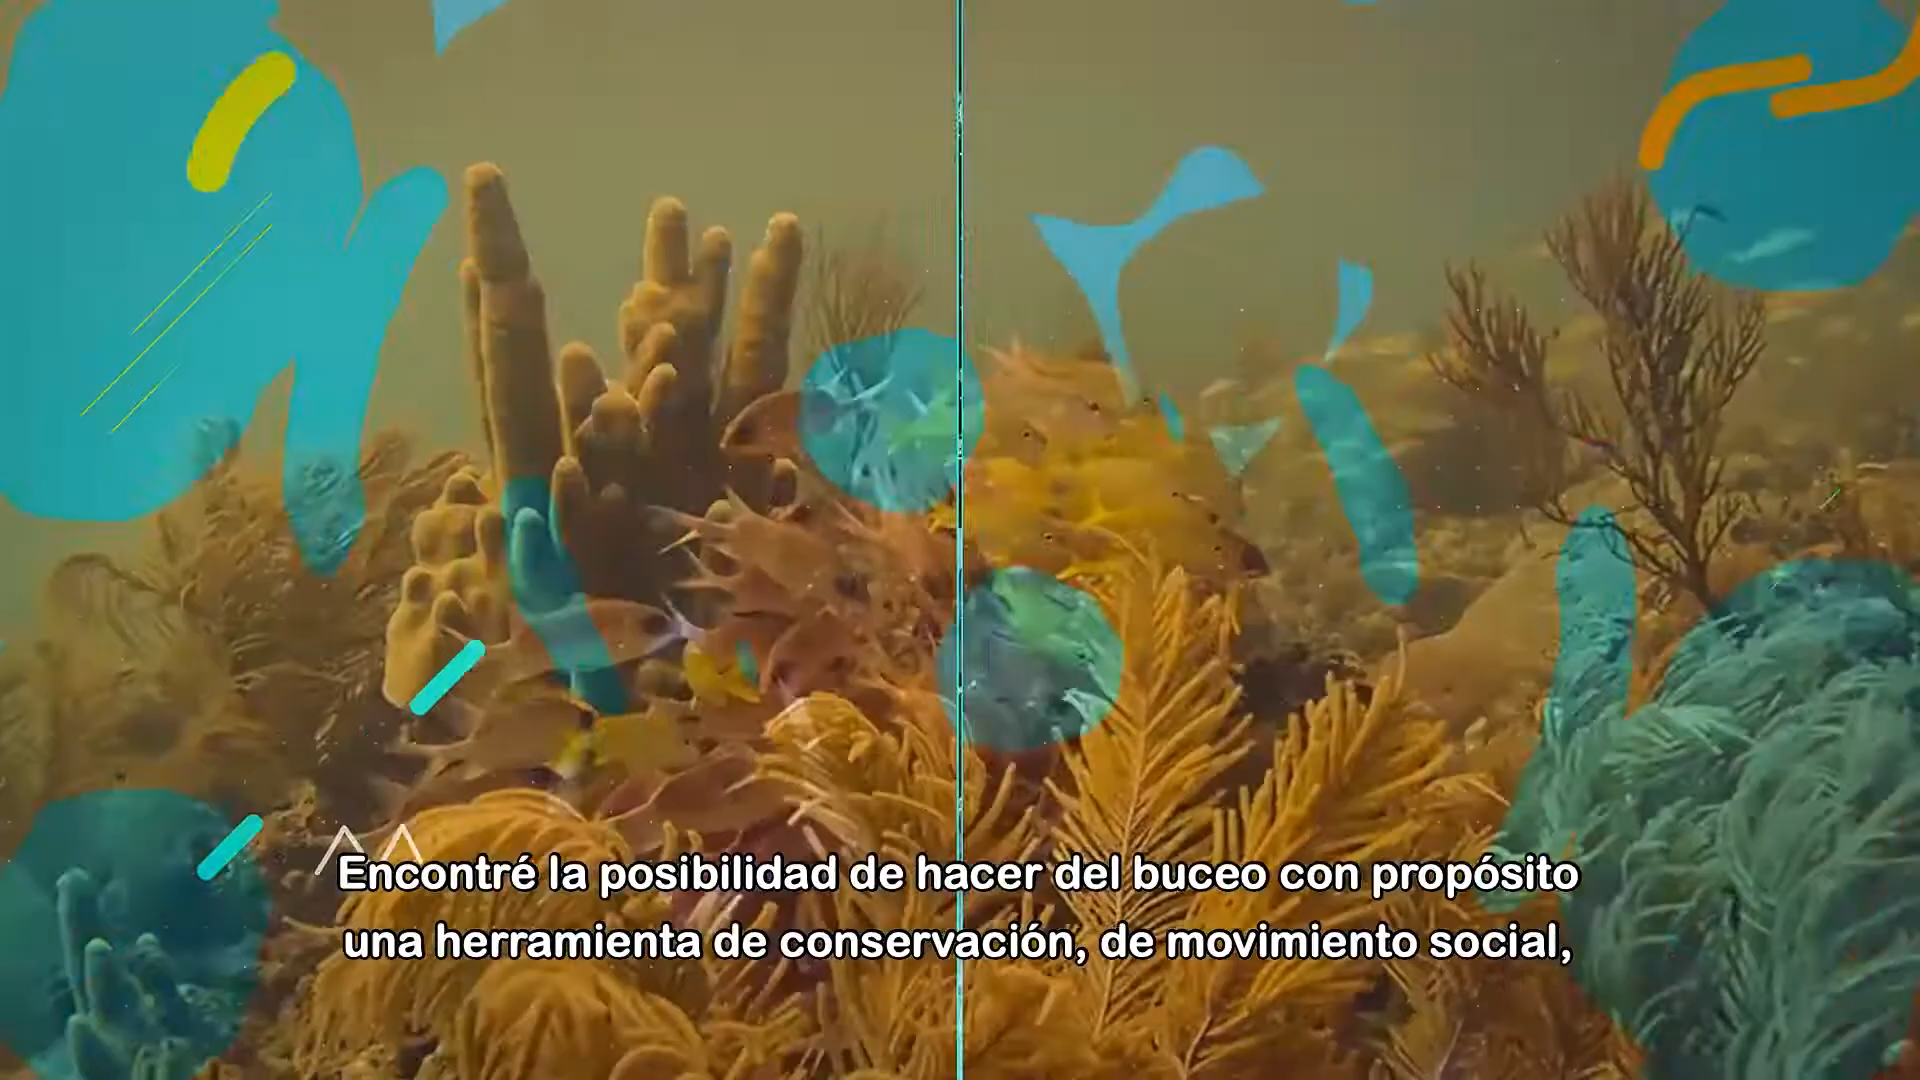 Encontré la posibilidad de hacer del buceo con propósito
una herramienta de conservación, de movimiento social,